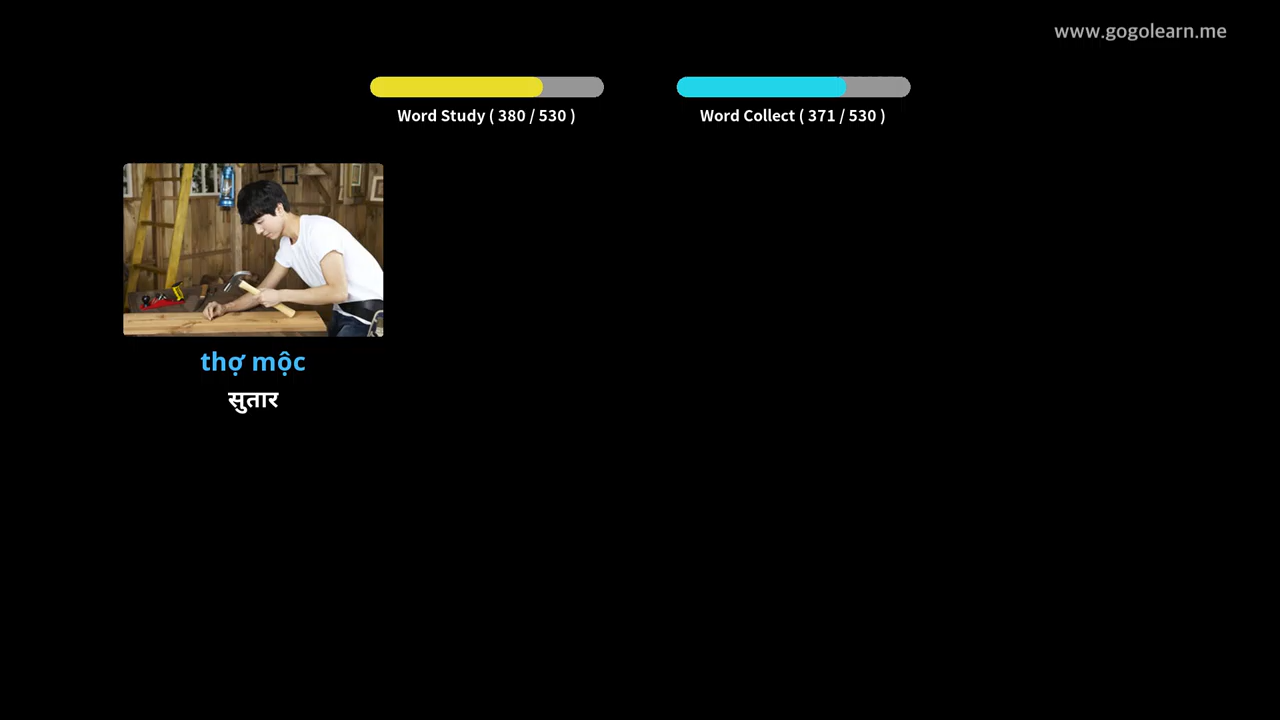 www.gogolearn.me
Word Study ( 380 / 530 )
Word Collect ( 371 / 530 )
thợ mộc
सुतार